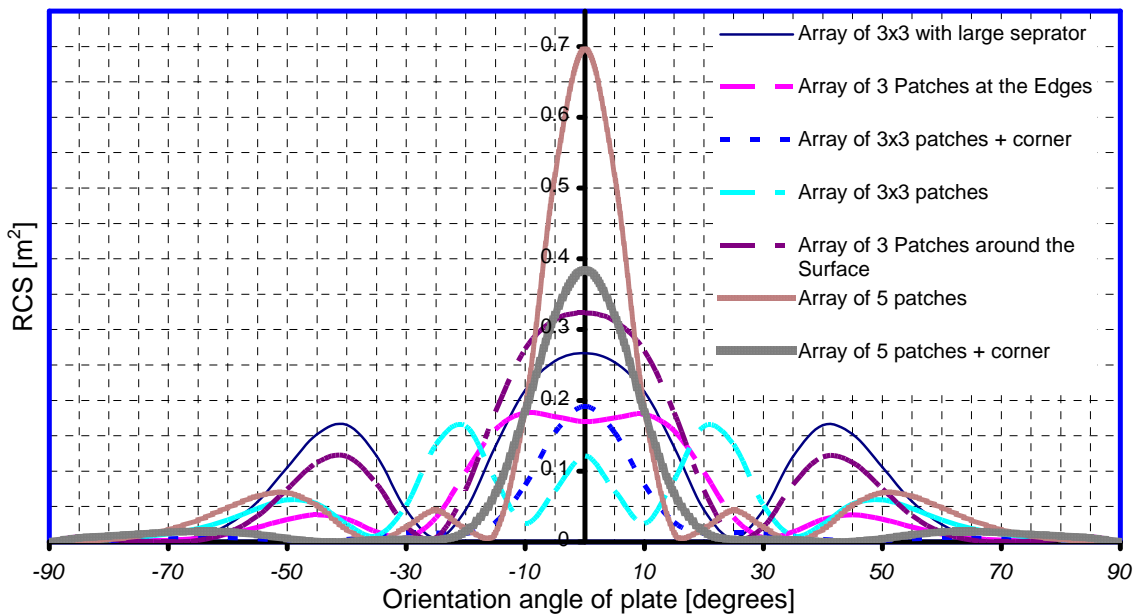 0.7
0.6
0.5
0.4
0.3
0.2
0.1
0
RCS [m²]
Array of 3x3 with large seprator
Array of 3 Patches at the Edges
Array of 3x3 patches + corner
Array of 3x3 patches
Array of 3 Patches around the
Surface
Array of 5 patches
Array of 5 patches + corner
-90 -70 -50 -30 -10 10 30 50 70 90
Orientation angle of plate [degrees]